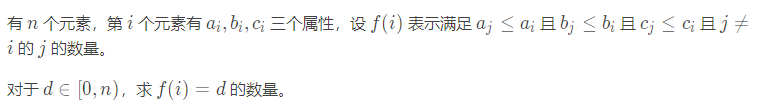 有 n 个元素，第 i 个元素有 a_i, b_i, c_i 三个属性，设 f(i) 表示满足 a_j ≤ a_i 且 b_j ≤ b_i 且 c_j ≤ c_i 且 j ≠
i 的 j 的数量。
对于 d ∈ [0, n)，求 f(i) = d 的数量。